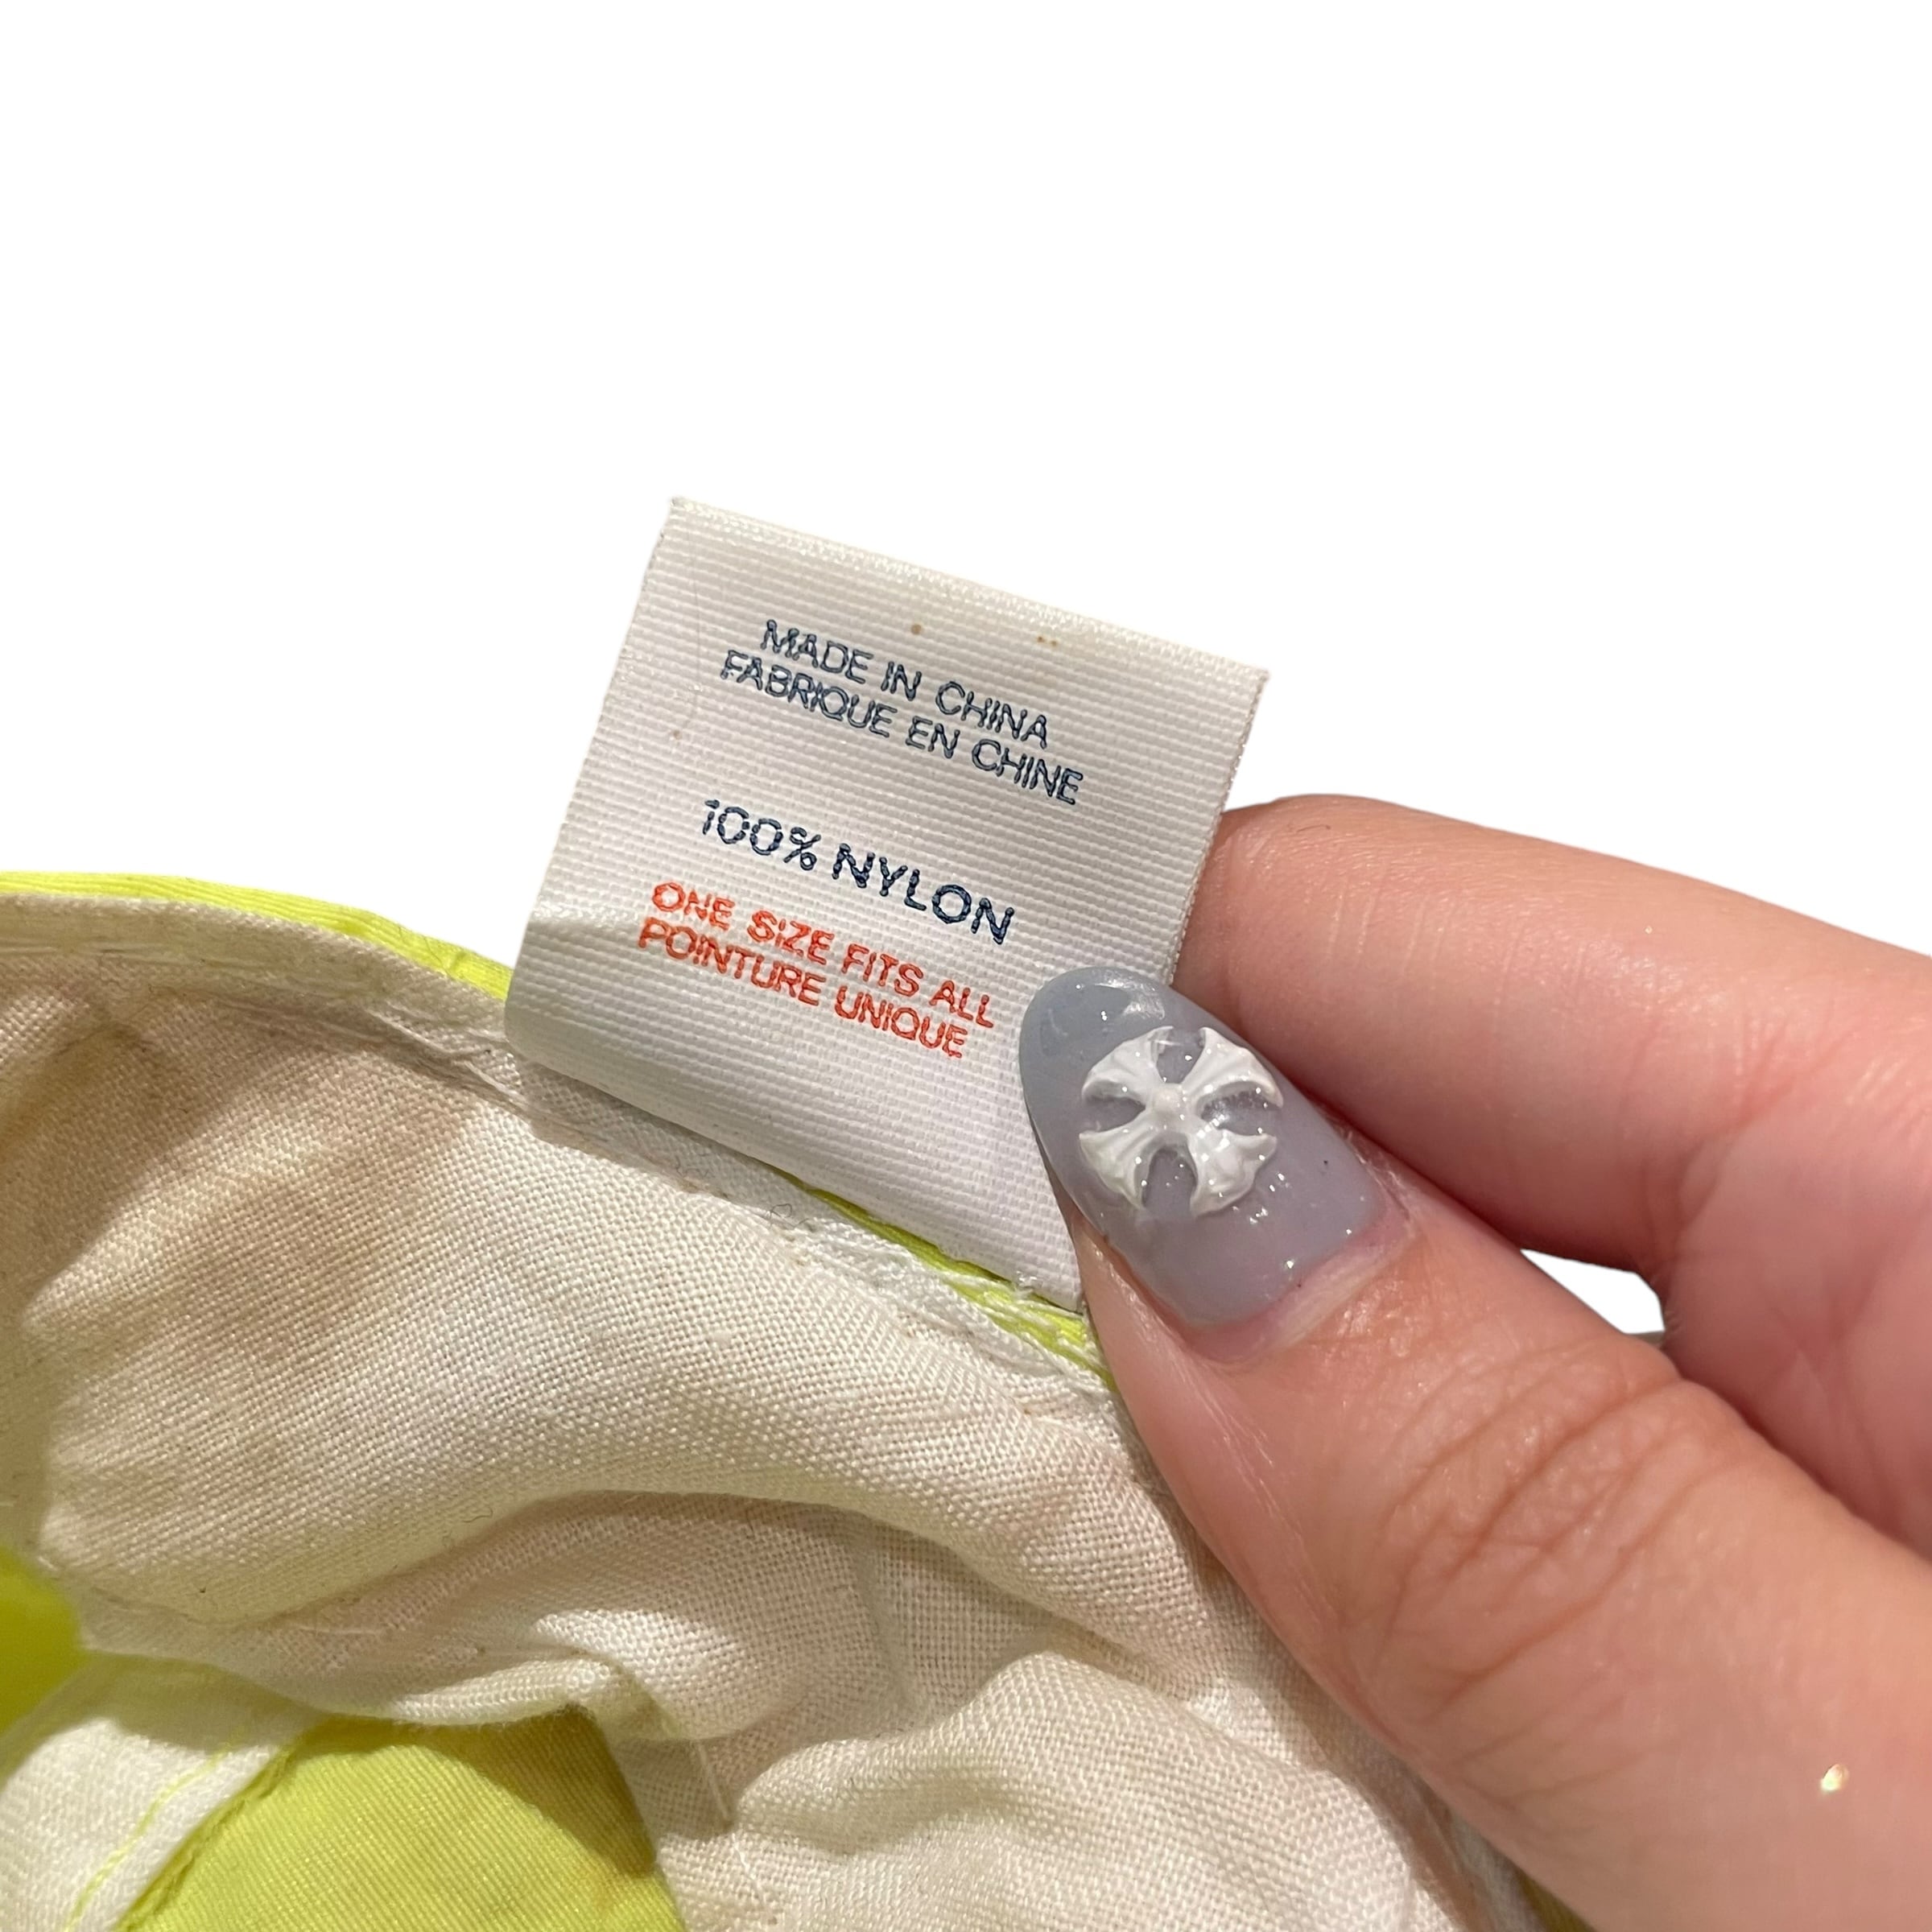 MADE IN CHINA
FABRIQUE EN CHINE
100% NYLON
ONE SIZE FITS ALL
POINTURE UNIQUE